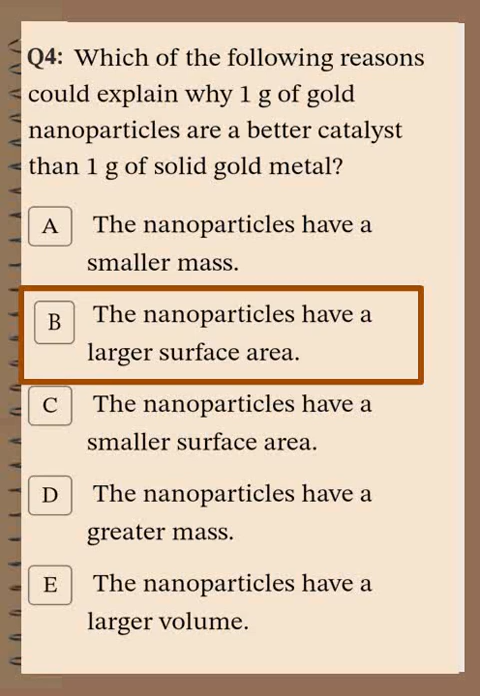 Q4: Which of the following reasons
could explain why 1 g of gold
nanoparticles are a better catalyst
than 1 g of solid gold metal?
A The nanoparticles have a
smaller mass.
B The nanoparticles have a
larger surface area.
C The nanoparticles have a
smaller surface area.
D The nanoparticles have a
greater mass.
E The nanoparticles have a
larger volume.